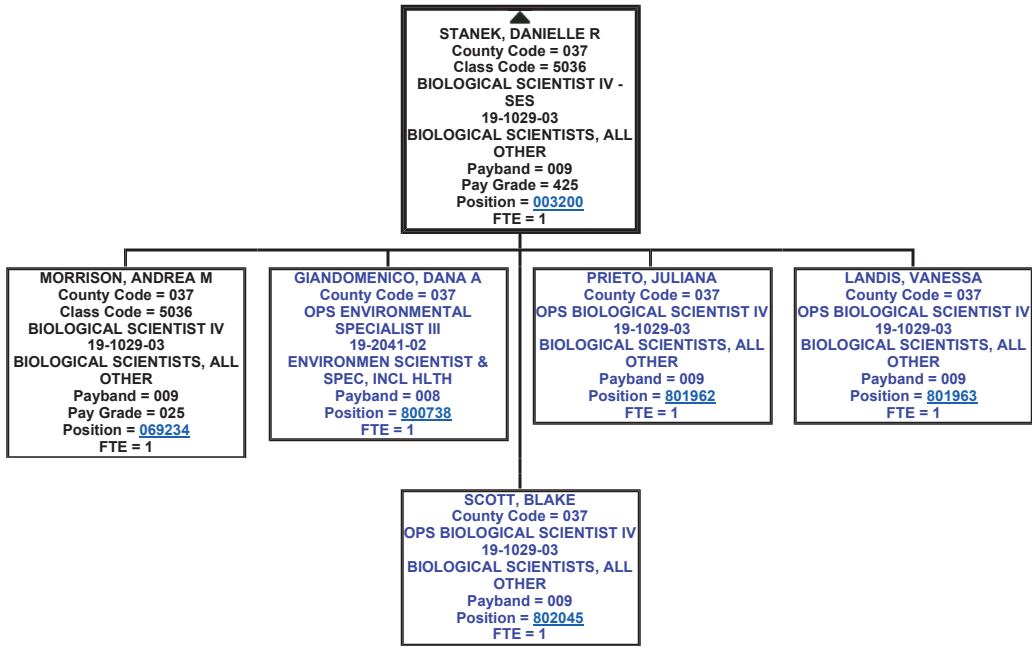 STANEK, DANIELLE R
County Code = 037
Class Code = 5036
BIOLOGICAL SCIENTIST IV -
SES
19-1029-03
BIOLOGICAL SCIENTISTS, ALL
OTHER
Payband = 009
Pay Grade = 425
Position = 003200
FTE = 1
MORRISON, ANDREA M
County Code = 037
Class Code = 5036
BIOLOGICAL SCIENTIST IV
19-1029-03
BIOLOGICAL SCIENTISTS, ALL
OTHER
Payband = 009
Pay Grade = 025
Position = 069234
FTE = 1
GIANDOMENICO, DANA A
County Code = 037
OPS ENVIRONMENTAL
SPECIALIST III
19-2041-02
ENVIRONMEN SCIENTIST &
SPEC, INCL HLTH
Payband = 008
Position = 800738
FTE = 1
PRIETO, JULIANA
County Code = 037
OPS BIOLOGICAL SCIENTIST IV
19-1029-03
BIOLOGICAL SCIENTISTS, ALL
OTHER
Payband = 009
Position = 801962
FTE = 1
LANDIS, VANESSA
County Code = 037
OPS BIOLOGICAL SCIENTIST IV
19-1029-03
BIOLOGICAL SCIENTISTS, ALL
OTHER
Payband = 009
Position = 801963
FTE = 1
SCOTT, BLAKE
County Code = 037
OPS BIOLOGICAL SCIENTIST IV
19-1029-03
BIOLOGICAL SCIENTISTS, ALL
OTHER
Payband = 009
Position = 802045
FTE = 1